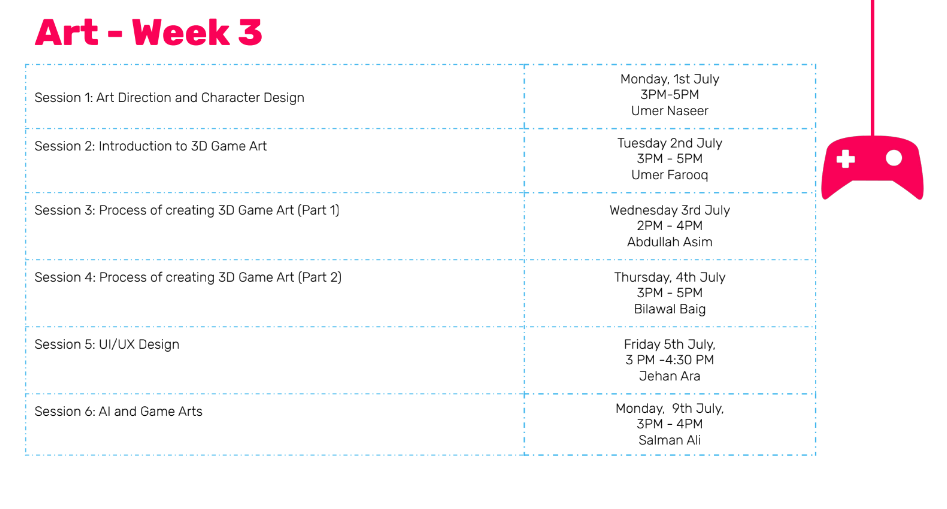 Art - Week 3
Session 1: Art Direction and Character Design
Monday, 1st July
3PM-5PM
Umer Naseer
Session 2: Introduction to 3D Game Art
Tuesday 2nd July
3PM - 5PM
Umer Farooq
Session 3: Process of creating 3D Game Art (Part 1)
Wednesday 3rd July
2PM - 4PM
Abdullah Asim
Session 4: Process of creating 3D Game Art (Part 2)
Thursday, 4th July
3PM - 5PM
Bilawal Baig
Session 5: UI/UX Design
Friday 5th July,
3 PM -4:30 PM
Jehan Ara
Session 6: AI and Game Arts
Monday,  9th July,
3PM - 4PM
Salman Ali